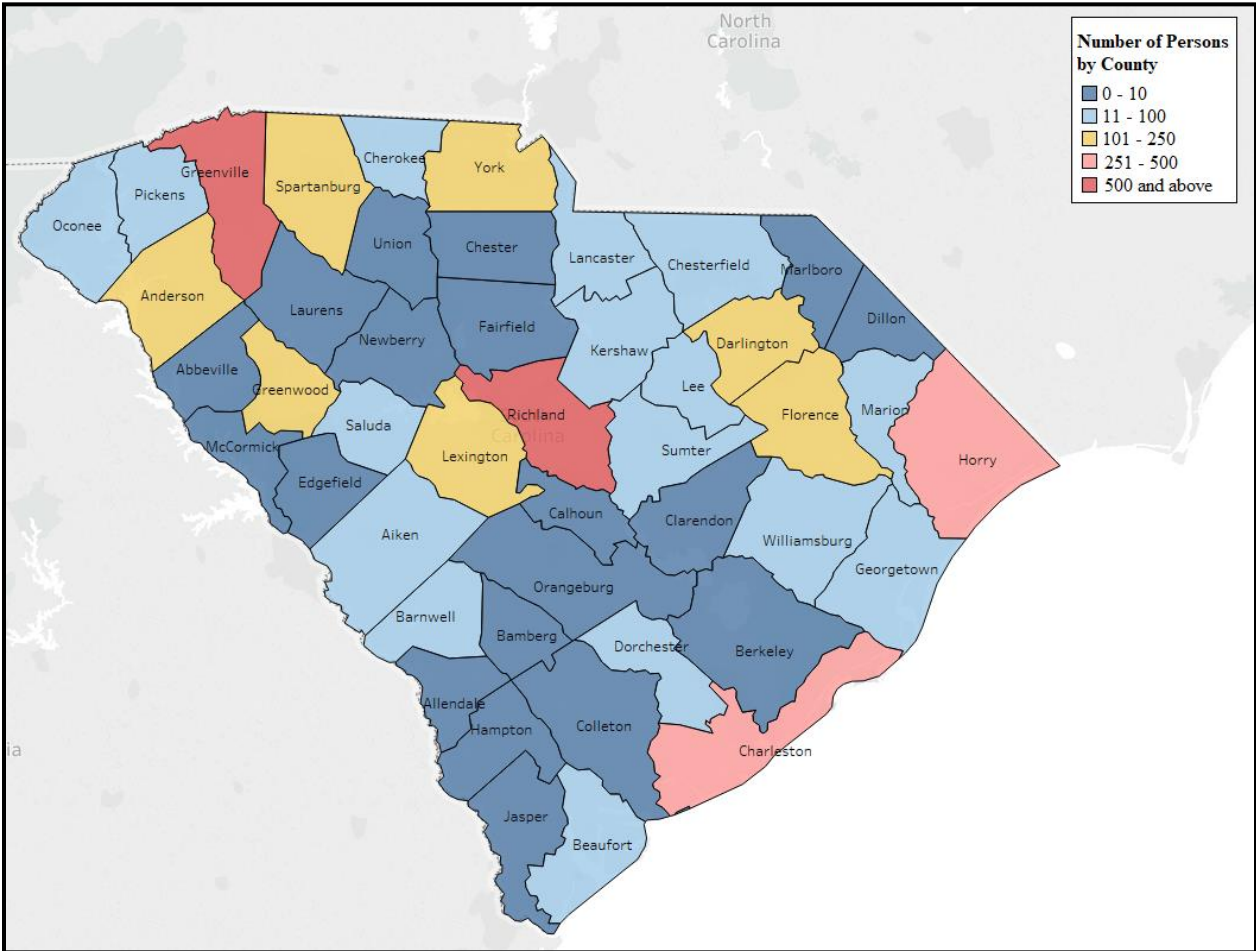 North
Carolina
Number of Persons
by County
0 - 10
11 - 100
101 - 250
251 - 500
500 and above
Greenville
Spartanburg
Cherokee
York
Pickens
Oconee
Union
Chester
Lancaster
Chesterfield
Marlboro
Anderson
Laurens
Newberry
Fairfield
Dillon
Kershaw
Darlington
Abbeville
Greenwood
Lee
Saluda
Richland
Carolina
Florence
Marion
McCormick
Lexington
Sumter
Horry
Edgefield
Calhoun
Clarendon
Aiken
Williamsburg
Georgetown
Orangeburg
Barnwell
Bamberg
Dorchester
Berkeley
Allendale
Hampton
Colleton
Charleston
ia
Jasper
Beaufort